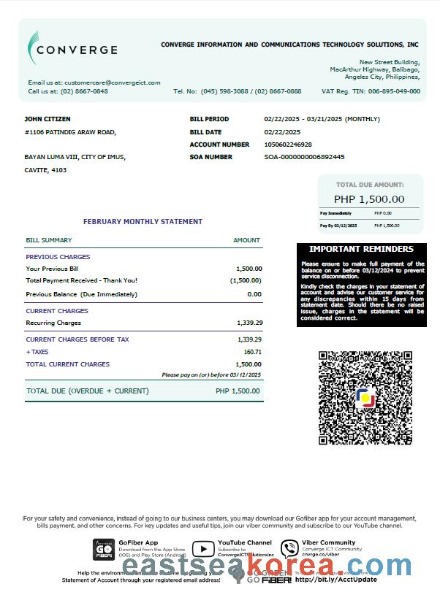 CONVERGE
CONVERGE INFORMATION AND COMMUNICATIONS TECHNOLOGY SOLUTIONS, INC
New Street Building,
MacArthur Highway, Balibago,
Angeles City, Philippines,
Email us at: customercare@convergeict.com
Call us at: (02) 8667-0848
Tel. No: (045) 598-3088 / (02) 8667-0888
VAT Reg. TIN: 006-895-049-000
JOHN CITIZEN
#1106 PATINDIG ARAW ROAD,
BAYAN LUMA VIII, CITY OF IMUS,
CAVITE, 4103
BILL PERIOD 02/22/2025 - 03/21/2025 (MONTHLY)
BILL DATE 02/22/2025
ACCOUNT NUMBER 1050602246928
SOA NUMBER SOA-0000000006892445
TOTAL DUE AMOUNT:
PHP 1,500.00
Pay Immediately PHP 0.00
Pay By 03/12/2025 PHP 1,500.00
FEBRUARY MONTHLY STATEMENT
BILL SUMMARY AMOUNT
PREVIOUS CHARGES
Your Previous Bill 1,500.00
Total Payment Received - Thank You! (1,500.00)
Previous Balance (Due Immediately) 0.00
CURRENT CHARGES
Recurring Charges 1,339.29
CURRENT CHARGES BEFORE TAX 1,339.29
+ TAXES 160.71
TOTAL CURRENT CHARGES 1,500.00
Please pay on (or) before 03/12/2025
TOTAL DUE (OVERDUE + CURRENT) PHP 1,500.00
IMPORTANT REMINDERS
Please ensure to make full payment of the
balance on or before 03/12/2024 to prevent
service disconnection.
Kindly check the charges in your statement of
account and advise our customer service for
any discrepancies within 15 days from
statement date. Should there be no raised
issue, charges in the statement will be
considered correct.
For your safety and convenience, instead of going to our business centers, you may download our GoFiber app for your account management,
bills payment, and other concerns. For key updates and useful tips, join our viber community and subscribe to our YouTube channel.
GO FIBER!
GoFiber App
Download from the App Store
(iOS) and Play Store (Android)
YouTube Channel
Subscribe to
ConvergeICTSolutionsInc
Viber Community
Converge ICT Community
eastseakorea.com
Help the environment
Statement of Account through your registered email address!
GO FIBER!
http://bit.ly/AcctUpdate